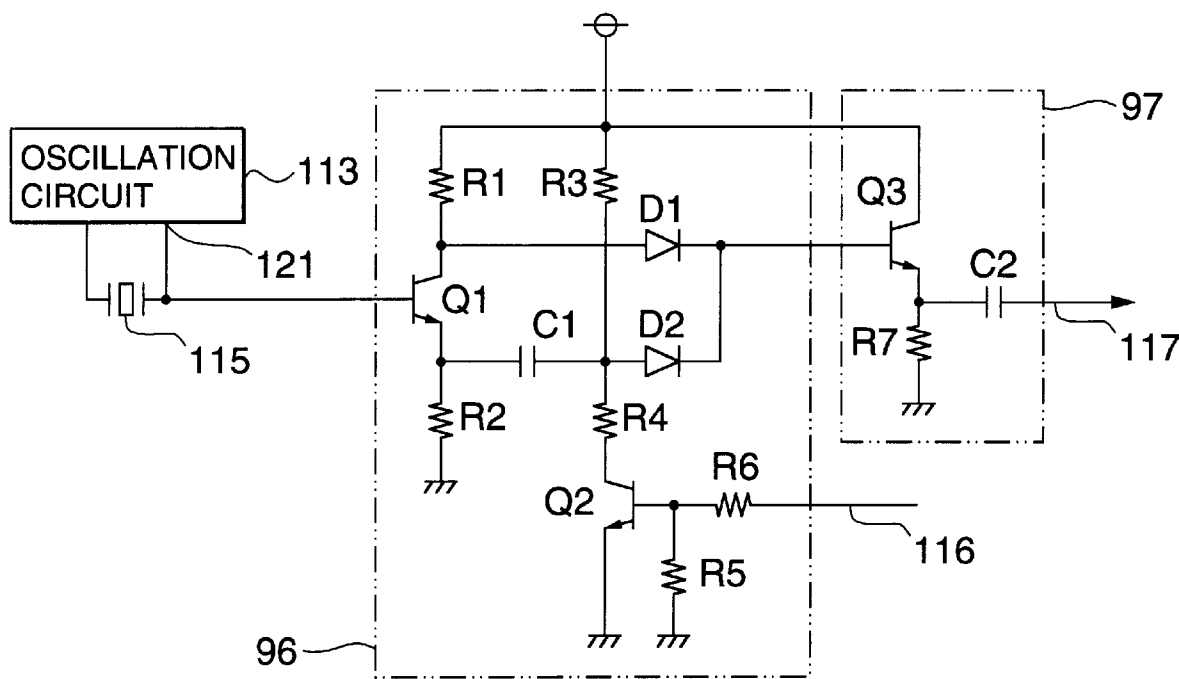 97
OSCILLATION
CIRCUIT
113
R1
R3
Q3
D1
121
C2
Q1
115
C1
D2
R7
117
R2
R4
R6
Q2
116
R5
96